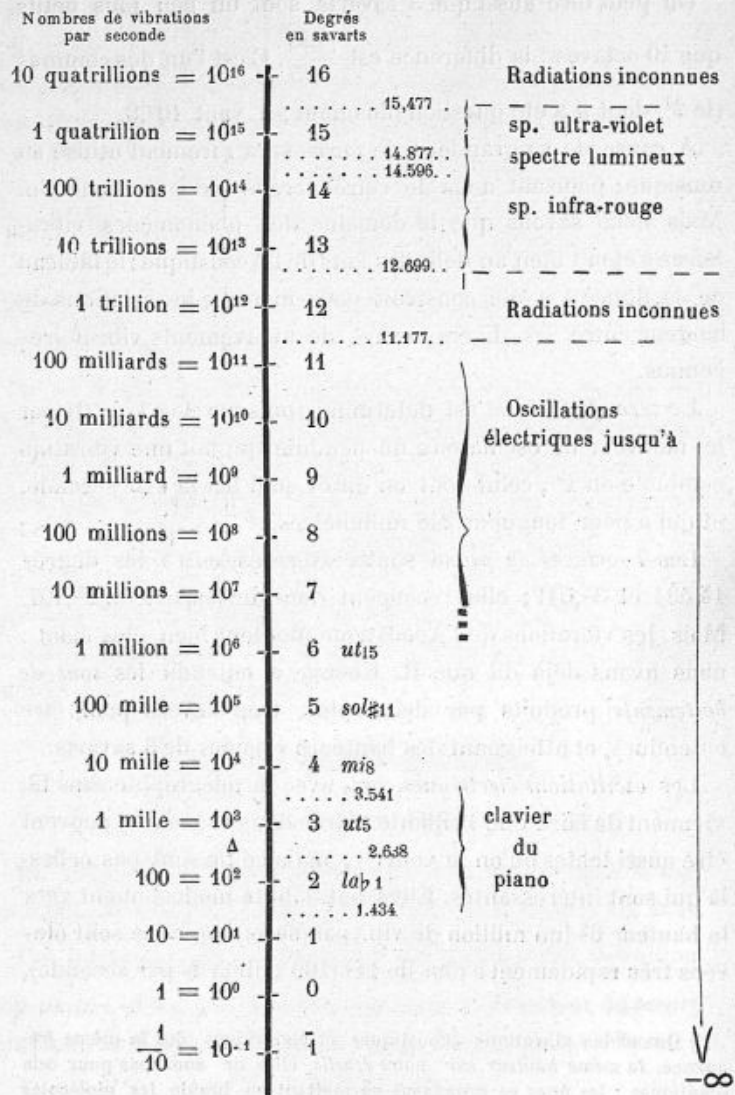 Nombres de vibrations par seconde
Degrés en savarts
10 quatrillions = 10¹⁶ 16 Radiations inconnues
15,477
1 quatrillion = 10¹⁵ 15 sp. ultra-violet
14.877. spectre lumineux
14.596.
100 trillions = 10¹⁴ 14 sp. infra-rouge
10 trillions = 10¹³ 13
12.699.
1 trillion = 10¹² 12 Radiations inconnues
11.177.
100 milliards = 10¹¹ 11
10 milliards = 10¹⁰ 10 Oscillations
électriques jusqu'à
1 milliard = 10⁹ 9
100 millions = 10⁸ 8
10 millions = 10⁷ 7
1 million = 10⁶ 6 ut15
100 mille = 10⁵ 5 sol♯11
10 mille = 10⁴ 4 mi8
3.541
1 mille = 10³ 3 ut5 clavier
Δ 2.638 du
100 = 10² 2 la♭1 piano
1.434
10 = 10¹ 1
1 = 10⁰ 0
1/10 = 10⁻¹ 1̄
−∞